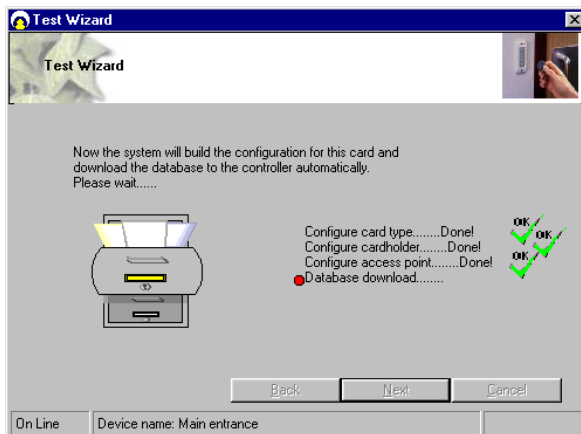 Test Wizard
Test Wizard
Now the system will build the configuration for this card and
download the database to the controller automatically.
Please wait......
Configure card type........Done!
Configure cardholder........Done!
Configure access point........Done!
Database download........
OK
OK
OK
Back
Next
Cancel
On Line
Device name: Main entrance